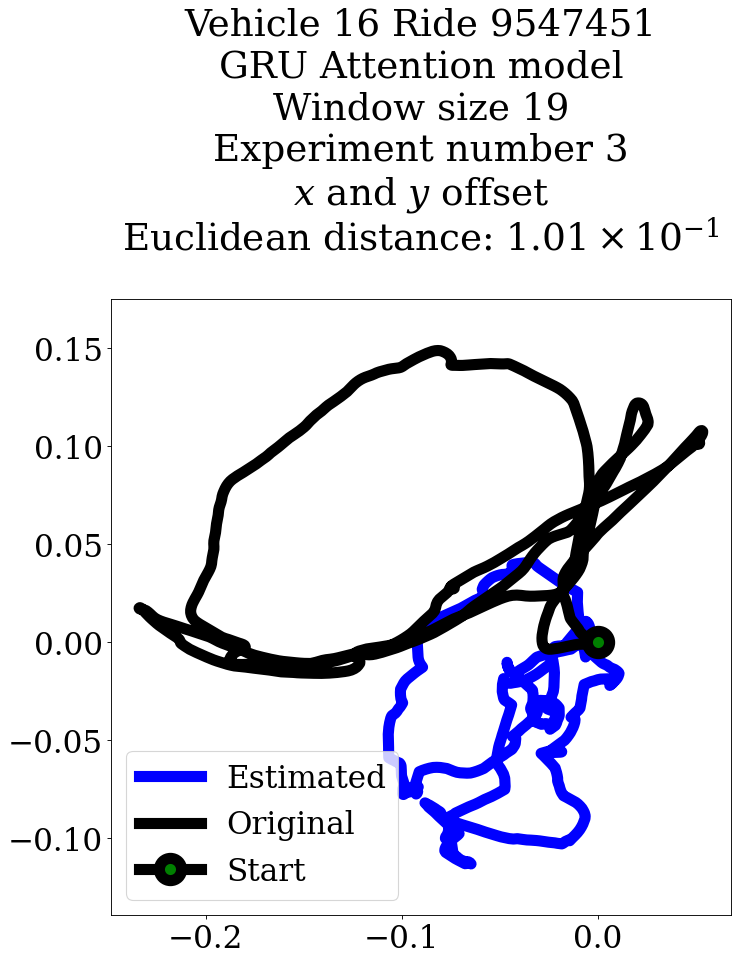 Vehicle 16 Ride 9547451
GRU Attention model
Window size 19
Experiment number 3
x and y offset
Euclidean distance: 1.01 × 10⁻¹
0.15
0.10
0.05
0.00
−0.05
−0.10
Estimated
Original
Start
−0.2
−0.1
0.0